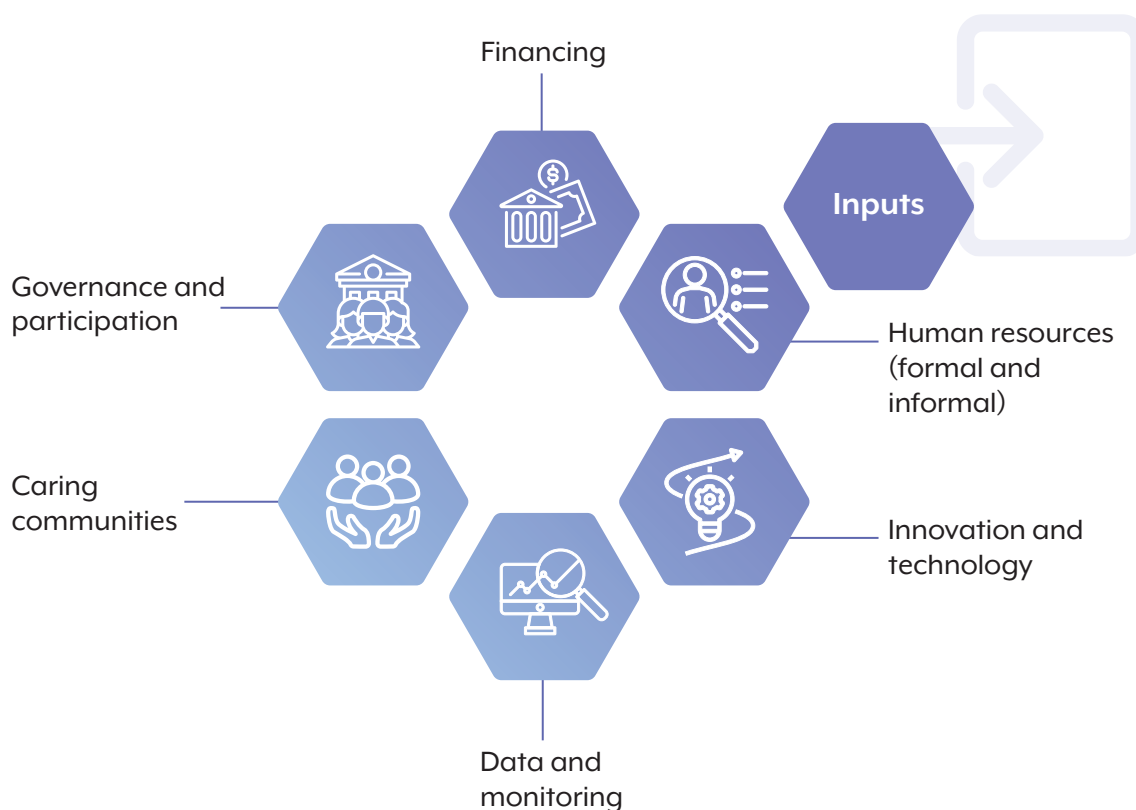 Financing
Inputs
Governance and
participation
Human resources
(formal and
informal)
Caring
communities
Innovation and
technology
Data and
monitoring